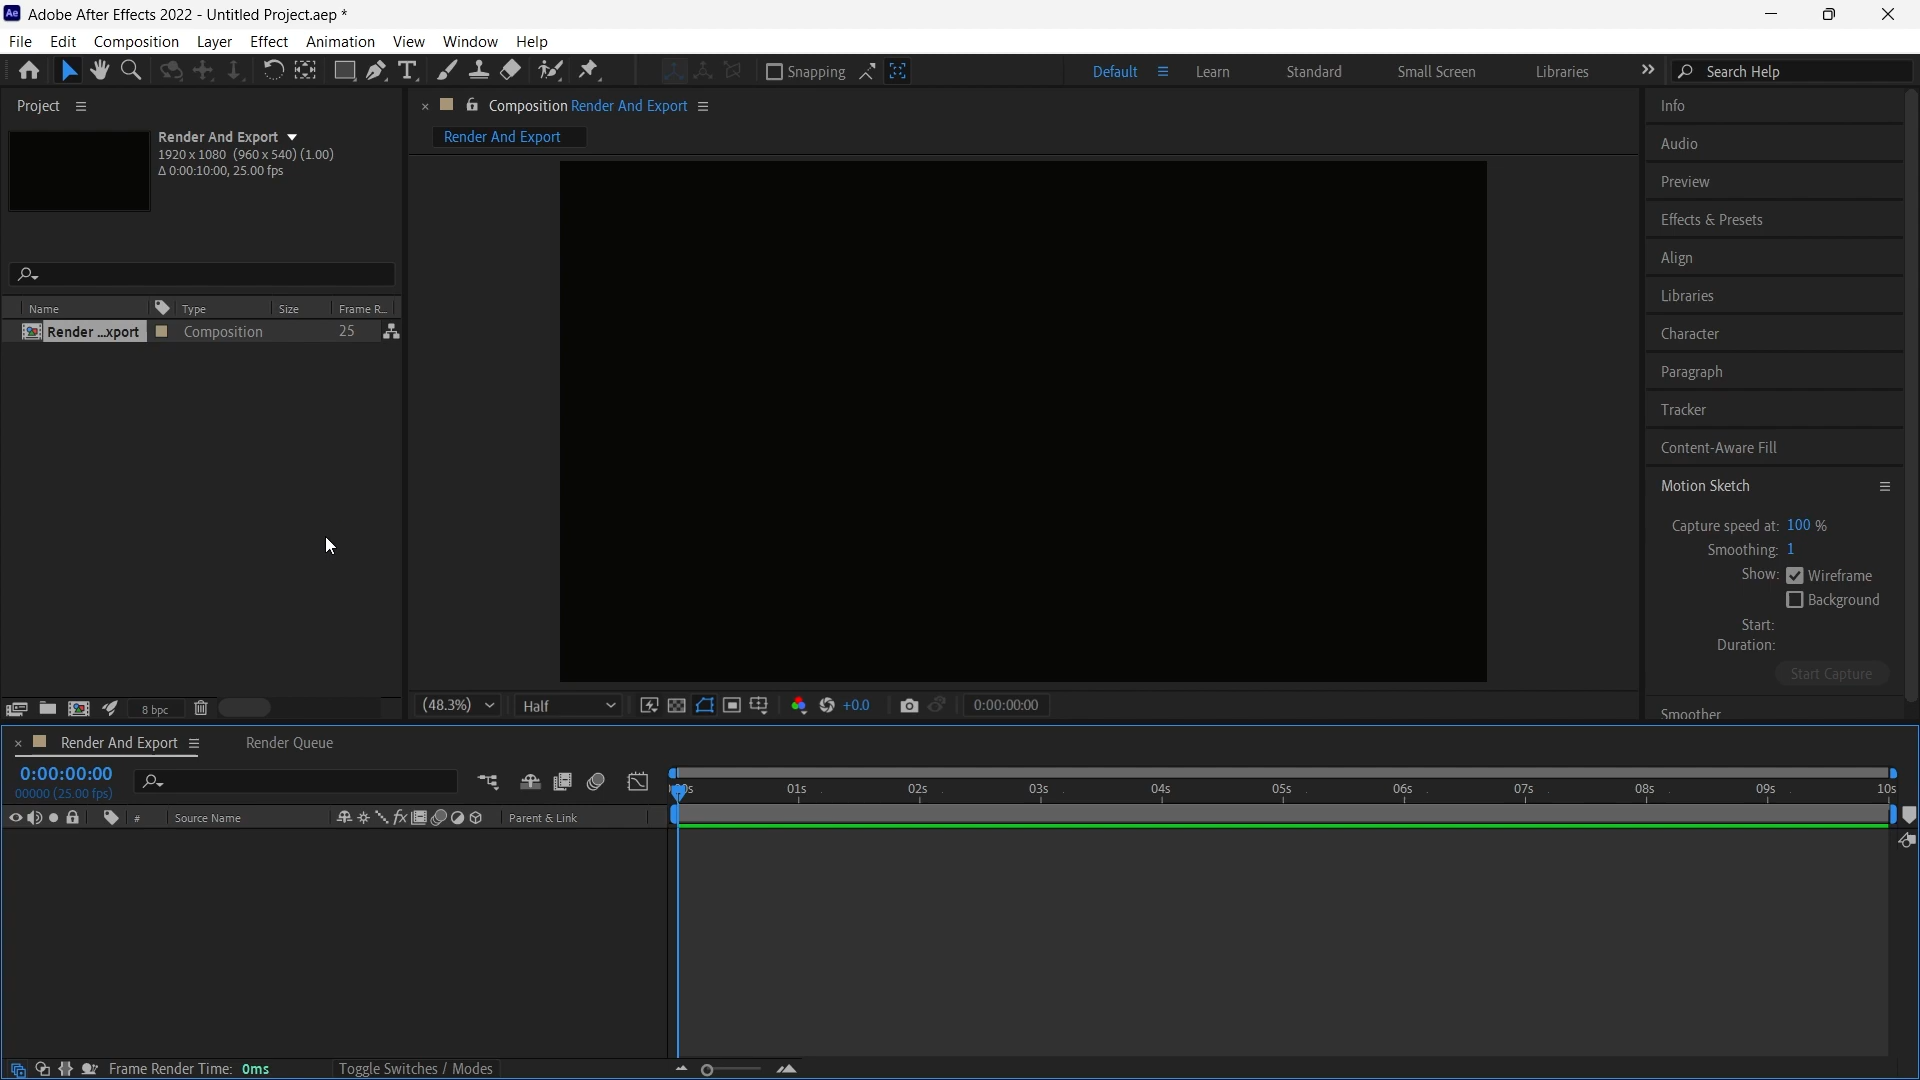 Adobe After Effects 2022 - Untitled Project.aep *
File Edit Composition Layer Effect Animation View Window Help
Snapping Default Learn Standard Small Screen Libraries Search Help
Project
Render And Export
1920 x 1080 (960 x 540) (1.00)
Δ 0:00:10:00, 25.00 fps
Name Type Size Frame R...
Render ...xport Composition 25
8 bpc
Composition Render And Export
Render And Export
(48.3%) Half +0.0 0:00:00:00
Info
Audio
Preview
Effects & Presets
Align
Libraries
Character
Paragraph
Tracker
Content-Aware Fill
Motion Sketch
Capture speed at: 100 %
Smoothing: 1
Show: Wireframe
Background
Start:
Duration:
Start Capture
Smoother
Render And Export Render Queue
0:00:00:00
00000 (25.00 fps)
01s 02s 03s 04s 05s 06s 07s 08s 09s 10s
# Source Name fx Parent & Link
Frame Render Time: 0ms Toggle Switches / Modes